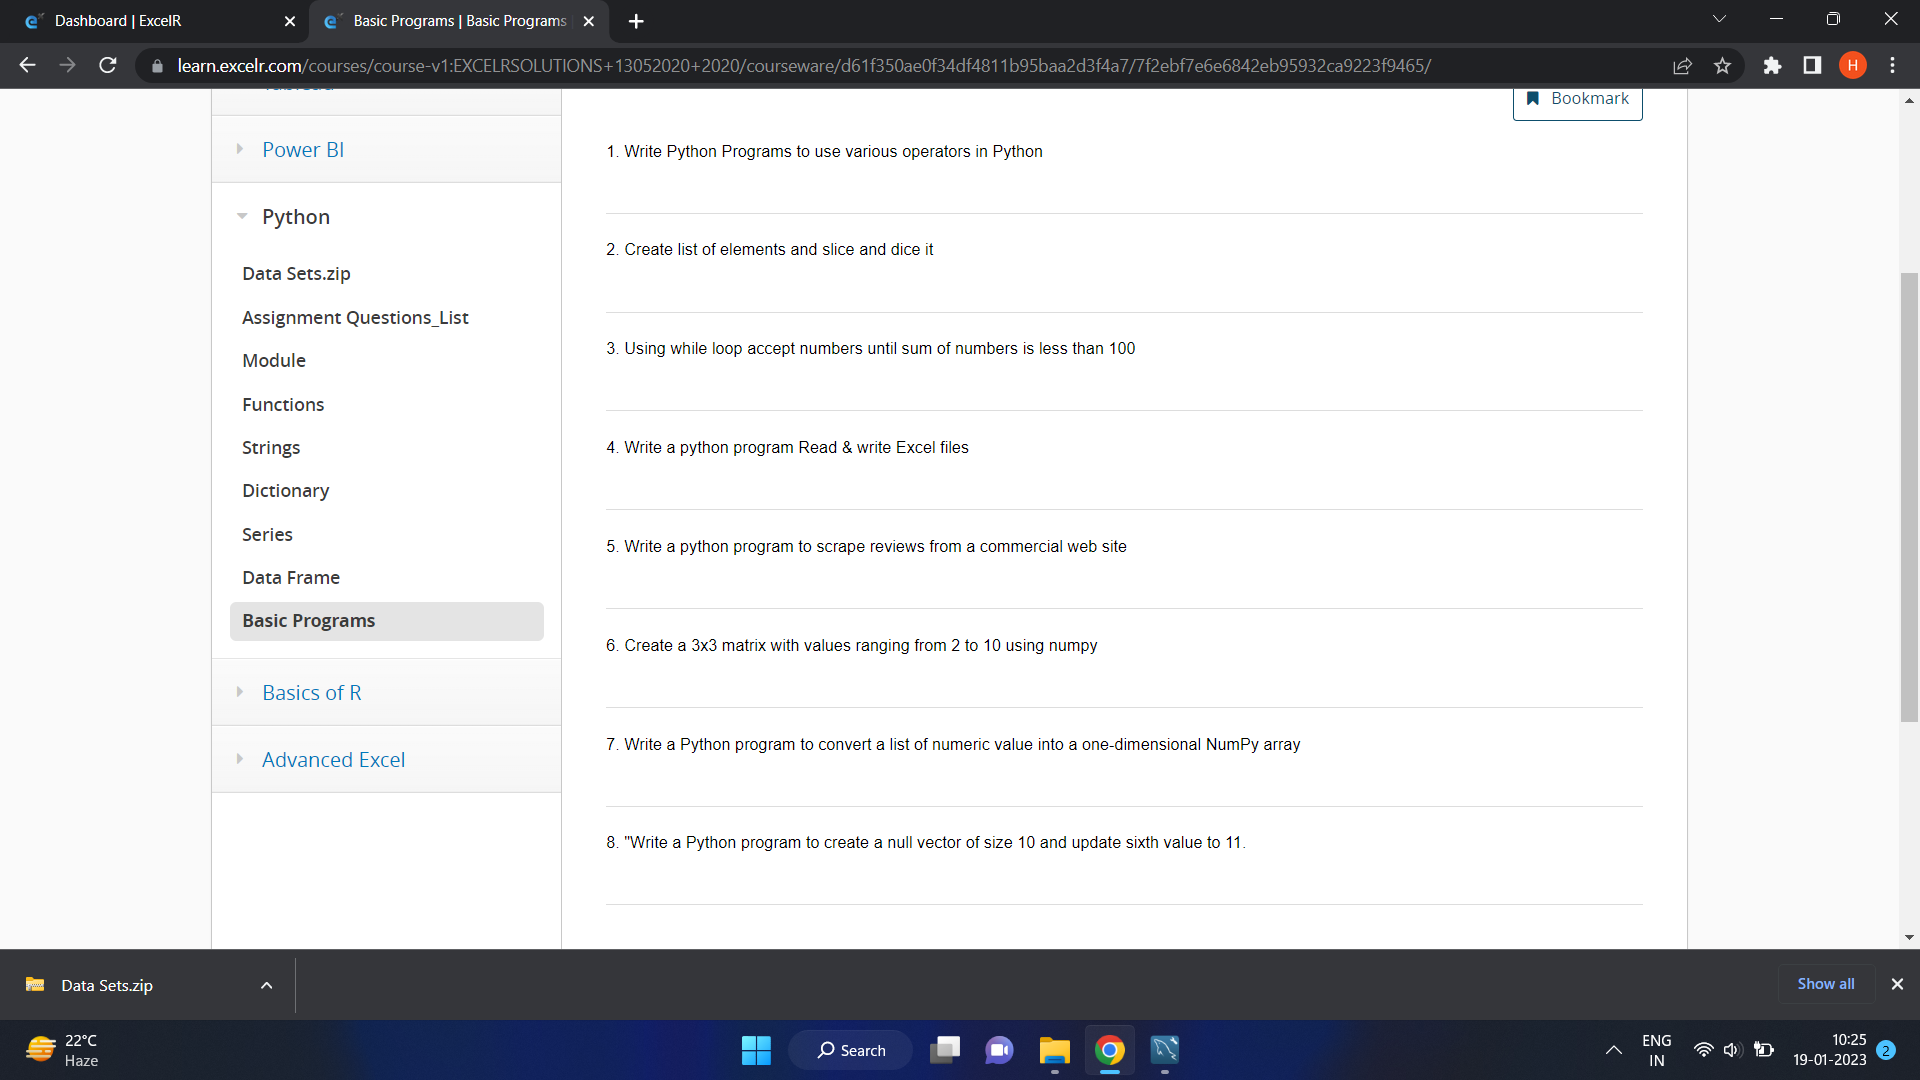 Dashboard | ExcelR
Basic Programs | Basic Programs
learn.excelr.com/courses/course-v1:EXCELRSOLUTIONS+13052020+2020/courseware/d61f350ae0f34df4811b95baa2d3f4a7/7f2ebf7e6e6842eb95932ca9223f9465/
H
Bookmark
Power BI
Python
Data Sets.zip
Assignment Questions_List
Module
Functions
Strings
Dictionary
Series
Data Frame
Basic Programs
Basics of R
Advanced Excel
1. Write Python Programs to use various operators in Python
2. Create list of elements and slice and dice it
3. Using while loop accept numbers until sum of numbers is less than 100
4. Write a python program Read & write Excel files
5. Write a python program to scrape reviews from a commercial web site
6. Create a 3x3 matrix with values ranging from 2 to 10 using numpy
7. Write a Python program to convert a list of numeric value into a one-dimensional NumPy array
8. "Write a Python program to create a null vector of size 10 and update sixth value to 11.
Data Sets.zip
Show all
22°C
Haze
Search
ENG
IN
10:25
19-01-2023
2